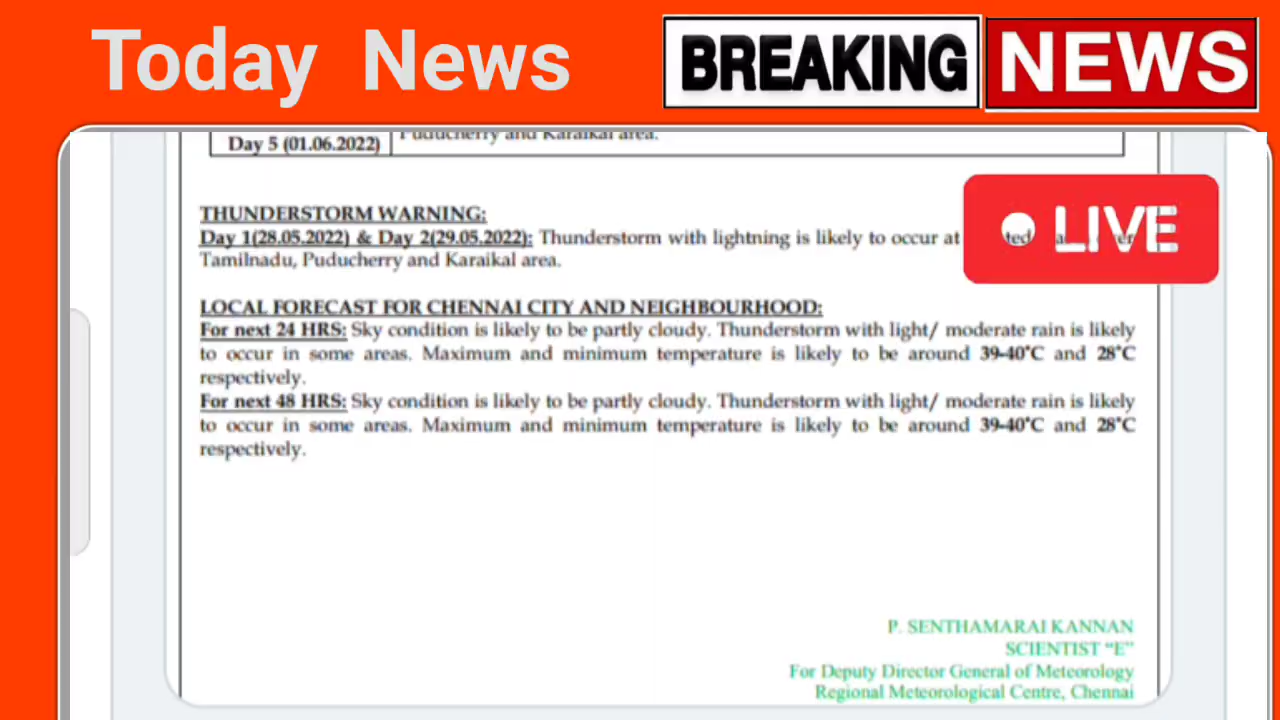 Today News
BREAKING NEWS
Puducherry and Karaikal area.
Day 5 (01.06.2022)
THUNDERSTORM WARNING:
Day 1(28.05.2022) & Day 2(29.05.2022): Thunderstorm with lightning is likely to occur at
LIVE
Tamilnadu, Puducherry and Karaikal area.
LOCAL FORECAST FOR CHENNAI CITY AND NEIGHBOURHOOD:
For next 24 HRS: Sky condition is likely to be partly cloudy. Thunderstorm with light/ moderate rain is likely
to occur in some areas. Maximum and minimum temperature is likely to be around 39-40°C and 28°C
respectively.
For next 48 HRS: Sky condition is likely to be partly cloudy. Thunderstorm with light/ moderate rain is likely
to occur in some areas. Maximum and minimum temperature is likely to be around 39-40°C and 28°C
respectively.
P. SENTHAMARAI KANNAN
SCIENTIST “E”
For Deputy Director General of Meteorology
Regional Meteorological Centre, Chennai